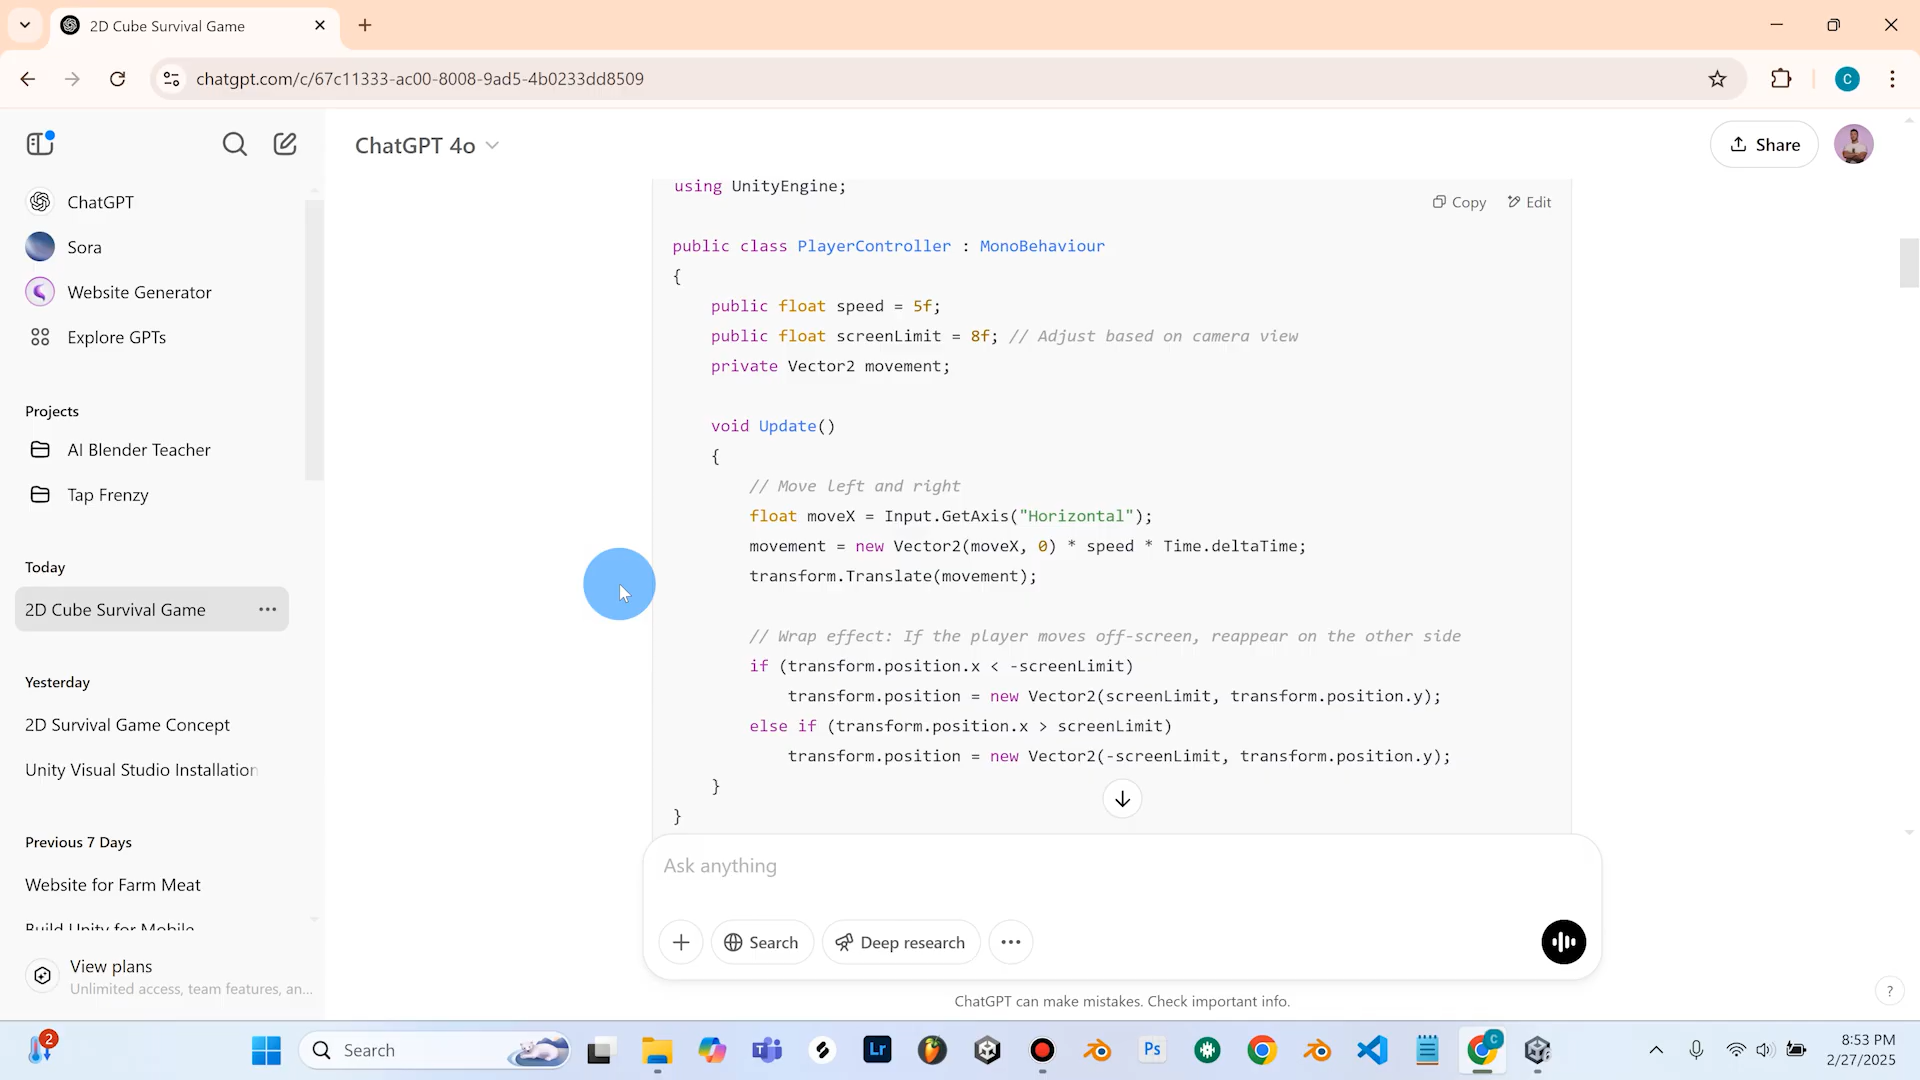 2D Cube Survival Game
chatgpt.com/c/67c11333-ac00-8008-9ad5-4b0233dd8509
C
ChatGPT
Sora
Website Generator
Explore GPTs
Projects
AI Blender Teacher
Tap Frenzy
Today
2D Cube Survival Game
Yesterday
2D Survival Game Concept
Unity Visual Studio Installation
Previous 7 Days
Website for Farm Meat
Build Unity for Mobile
View plans
Unlimited access, team features, an...
ChatGPT 4o
Share
using UnityEngine;
Copy Edit
public class PlayerController : MonoBehaviour
{
public float speed = 5f;
public float screenLimit = 8f; // Adjust based on camera view
private Vector2 movement;
void Update()
{
// Move left and right
float moveX = Input.GetAxis("Horizontal");
movement = new Vector2(moveX, 0) * speed * Time.deltaTime;
transform.Translate(movement);
// Wrap effect: If the player moves off-screen, reappear on the other side
if (transform.position.x < -screenLimit)
transform.position = new Vector2(screenLimit, transform.position.y);
else if (transform.position.x > screenLimit)
transform.position = new Vector2(-screenLimit, transform.position.y);
}
}
Ask anything
Search
Deep research
ChatGPT can make mistakes. Check important info.
?
2
Search
Lr
Ps
C
8:53 PM
2/27/2025